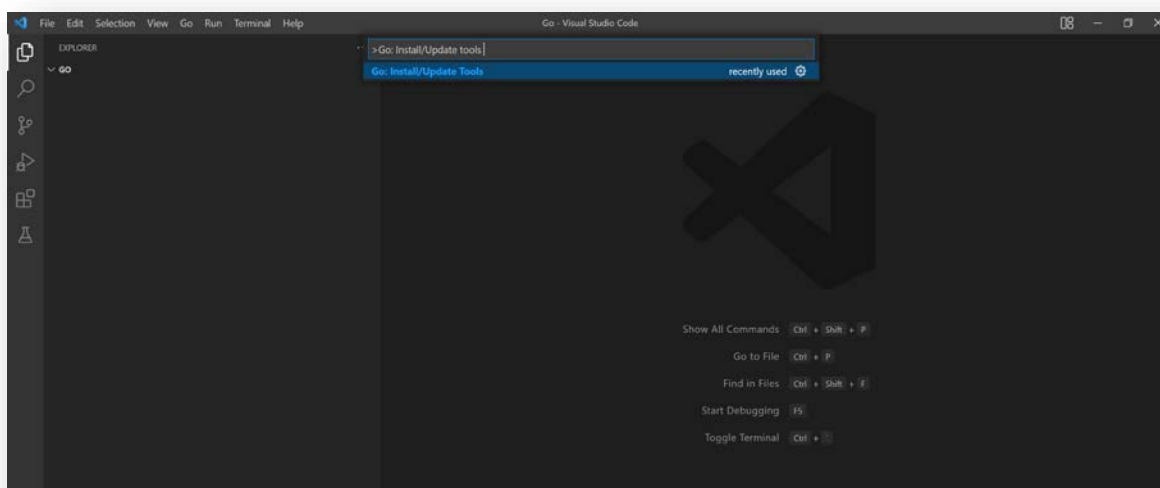 File Edit Selection View Go Run Terminal Help
Go - Visual Studio Code
EXPLORER
GO
>Go: Install/Update tools
Go: Install/Update Tools recently used
Show All Commands Ctrl + Shift + P
Go to File Ctrl + P
Find in Files Ctrl + Shift + F
Start Debugging F5
Toggle Terminal Ctrl + `